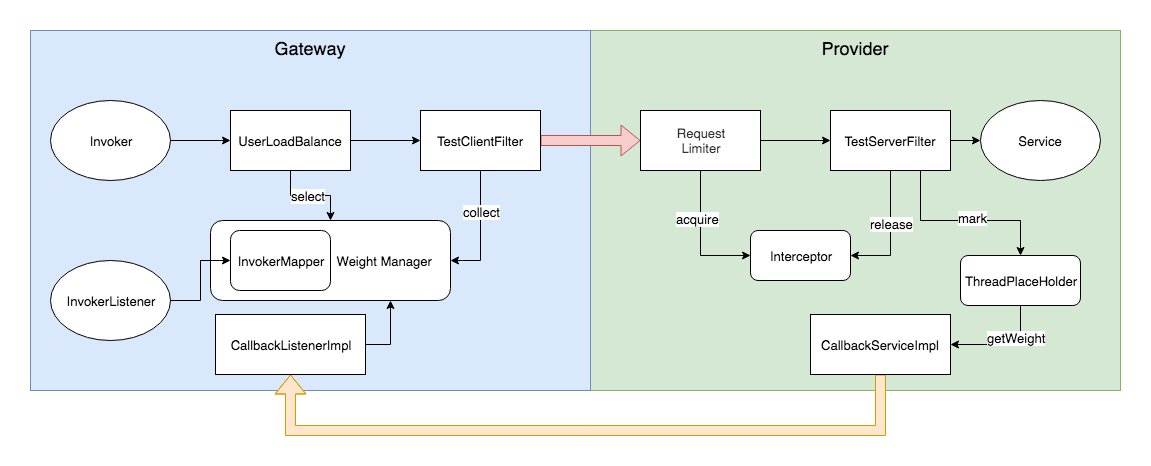 Gateway
Provider
Invoker
UserLoadBalance
TestClientFilter
Request
Limiter
TestServerFilter
Service
select
collect
acquire
release
mark
InvokerMapper
Weight Manager
Interceptor
InvokerListener
ThreadPlaceHolder
CallbackListenerImpl
CallbackServiceImpl
getWeight